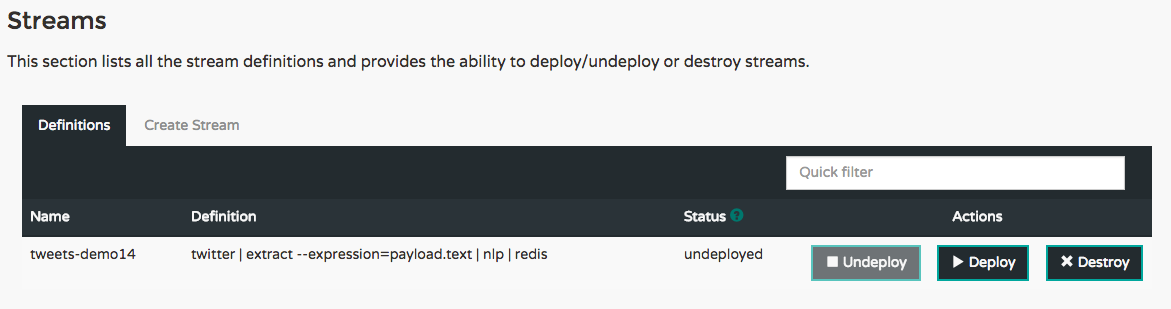 Streams
This section lists all the stream definitions and provides the ability to deploy/undeploy or destroy streams.
Definitions Create Stream
Quick filter
Name Definition Status ? Actions
tweets-demo14 twitter | extract --expression=payload.text | nlp | redis undeployed Undeploy Deploy Destroy